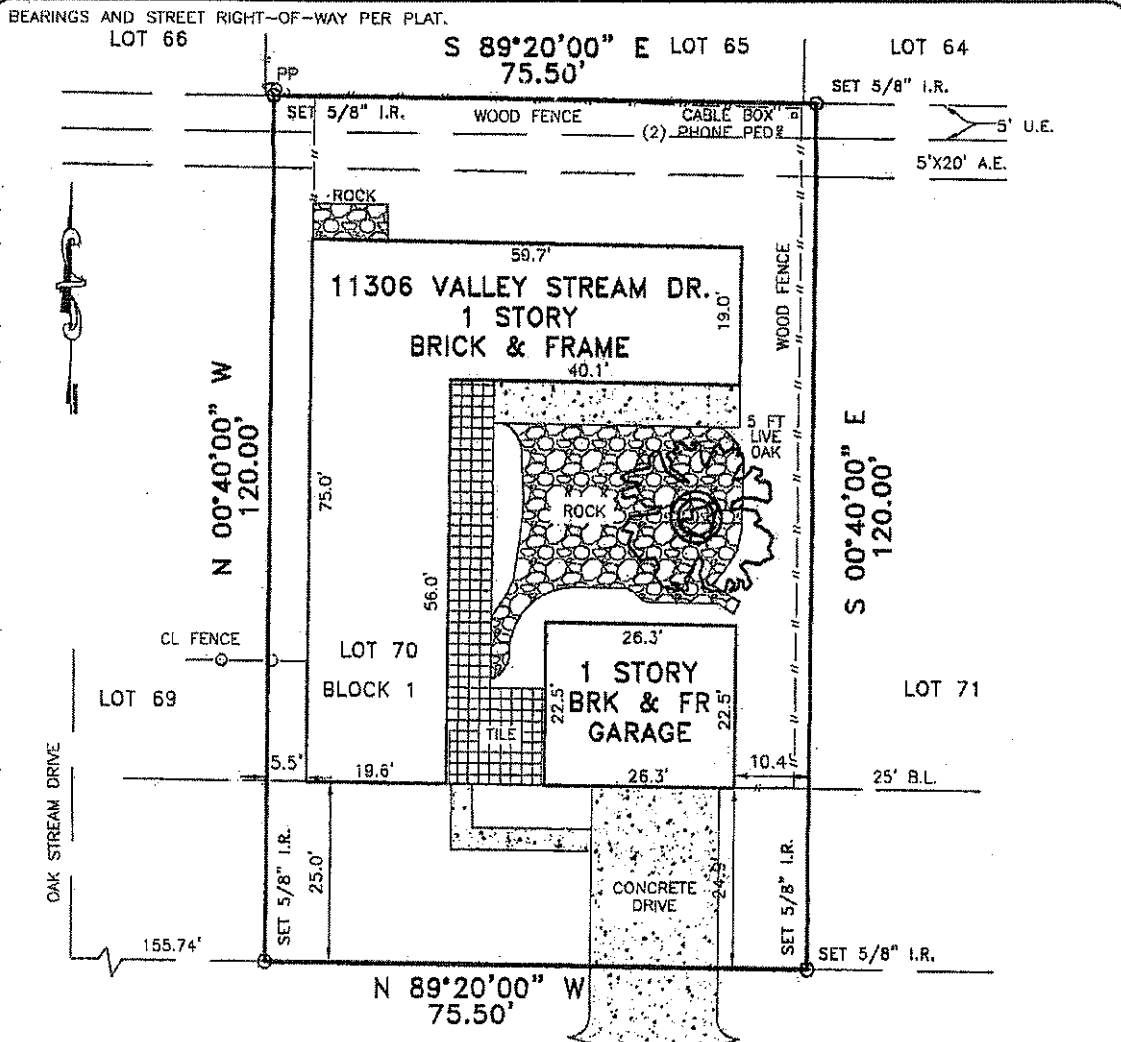 BEARINGS AND STREET RIGHT-OF-WAY PER PLAT.
LOT 66
S 89°20'00" E
LOT 65
LOT 64
75.50'
PP
SET 5/8" I.R.
SET 5/8" I.R.
WOOD FENCE
CABLE BOX
(2) PHONE PED
5' U.E.
5'X20' A.E.
ROCK
59.7'
11306 VALLEY STREAM DR.
1 STORY
BRICK & FRAME
19.0'
WOOD FENCE
40.1'
5 FT
LIVE
OAK
N 00°40'00" W
120.00'
75.0'
ROCK
S 00°40'00" E
120.00'
56.0'
CL FENCE
LOT 70
BLOCK 1
26.3'
1 STORY
BRK & FR
GARAGE
22.5'
22.5'
LOT 69
LOT 71
TILE
OAK STREAM DRIVE
5.5'
19.6'
26.3'
10.4'
25' B.L.
SET 5/8" I.R.
25.0'
CONCRETE
DRIVE
SET 5/8" I.R.
155.74'
SET 5/8" I.R.
N 89°20'00" W
75.50'